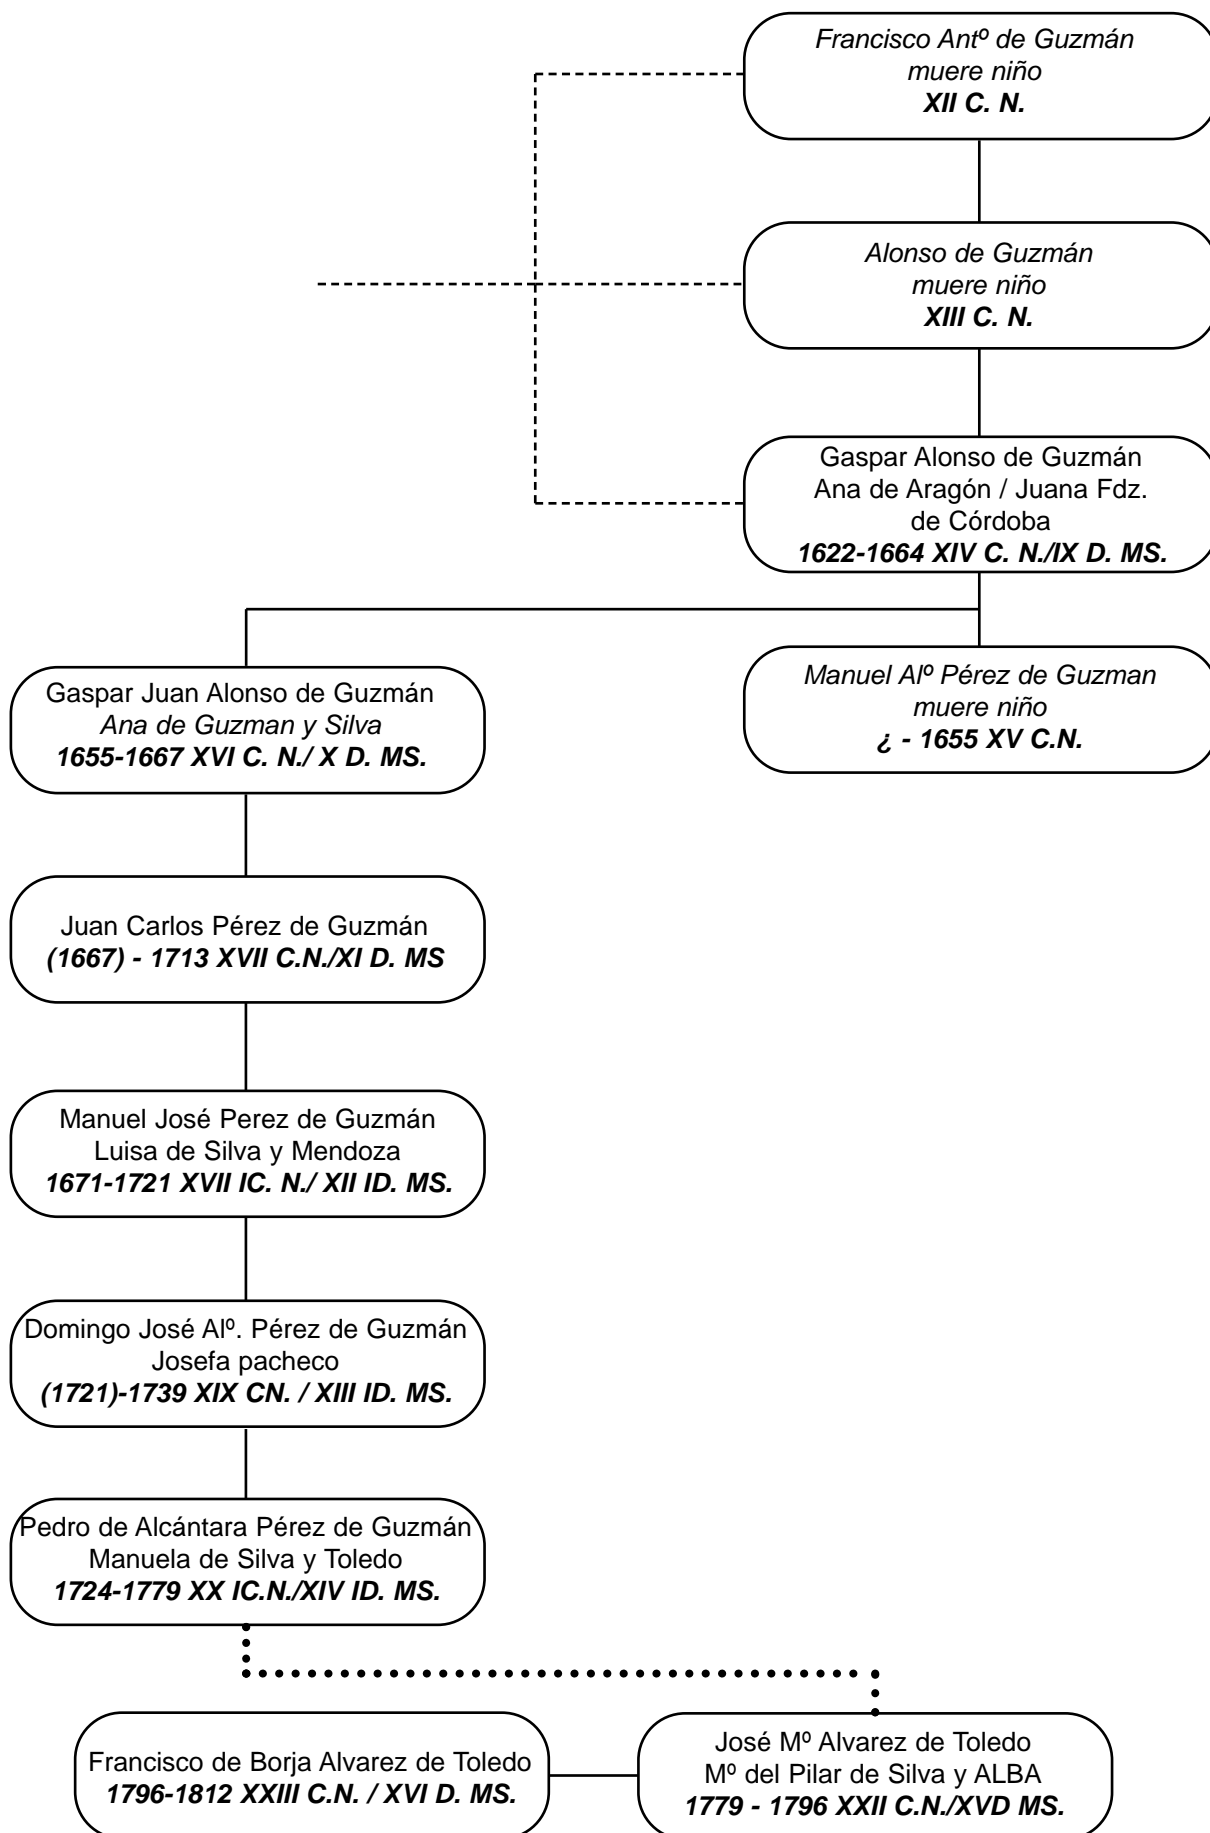 Francisco Antº de Guzmán
muere niño
XII C. N.
Alonso de Guzmán
muere niño
XIII C. N.
Gaspar Alonso de Guzmán
Ana de Aragón / Juana Fdz.
de Córdoba
1622-1664 XIV C. N./IX D. MS.
Gaspar Juan Alonso de Guzmán
Ana de Guzman y Silva
1655-1667 XVI C. N./ X D. MS.
Manuel Alº Pérez de Guzman
muere niño
¿ - 1655 XV C.N.
Juan Carlos Pérez de Guzmán
(1667) - 1713 XVII C.N./XI D. MS
Manuel José Perez de Guzmán
Luisa de Silva y Mendoza
1671-1721 XVII IC. N./ XII ID. MS.
Domingo José Alº. Pérez de Guzmán
Josefa pacheco
(1721)-1739 XIX CN. / XIII ID. MS.
Pedro de Alcántara Pérez de Guzmán
Manuela de Silva y Toledo
1724-1779 XX IC.N./XIV ID. MS.
Francisco de Borja Alvarez de Toledo
1796-1812 XXIII C.N. / XVI D. MS.
José Mº Alvarez de Toledo
Mº del Pilar de Silva y ALBA
1779 - 1796 XXII C.N./XVD MS.